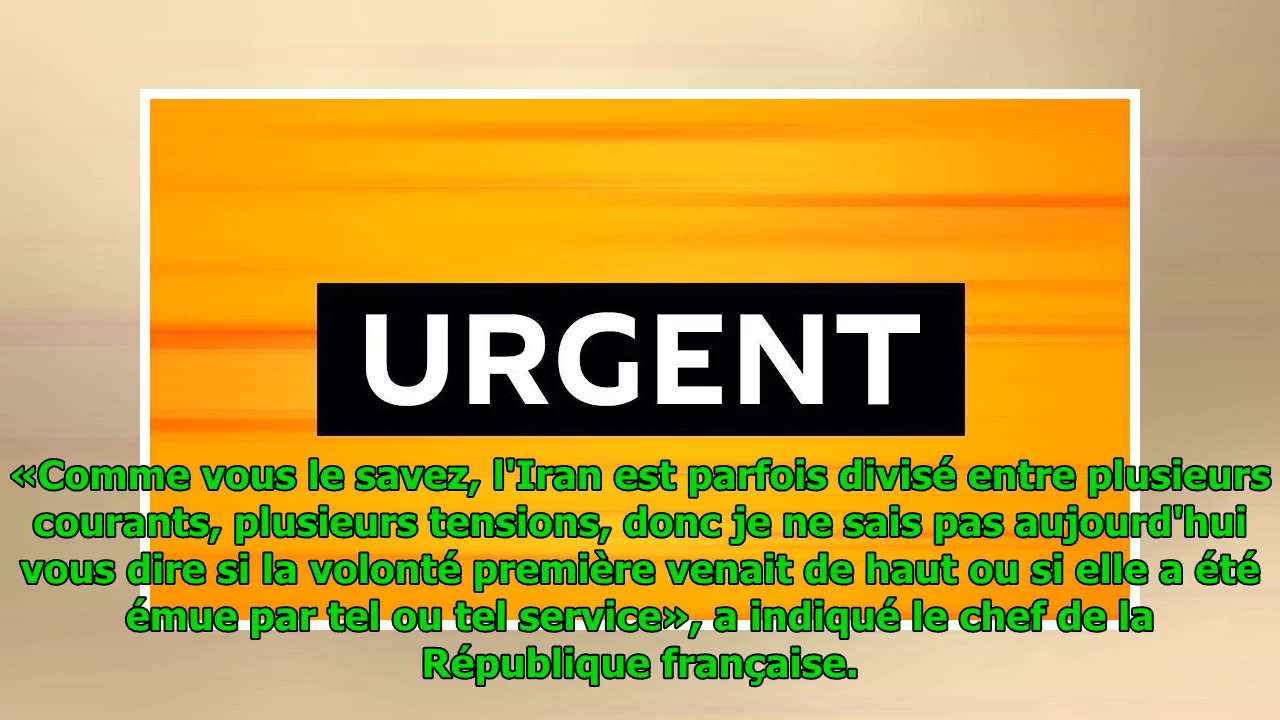 URGENT
«Comme vous le savez, l'Iran est parfois divisé entre plusieurs
courants, plusieurs tensions, donc je ne sais pas aujourd'hui
vous dire si la volonté première venait de haut ou si elle a été
émue par tel ou tel service», a indiqué le chef de la
République française.